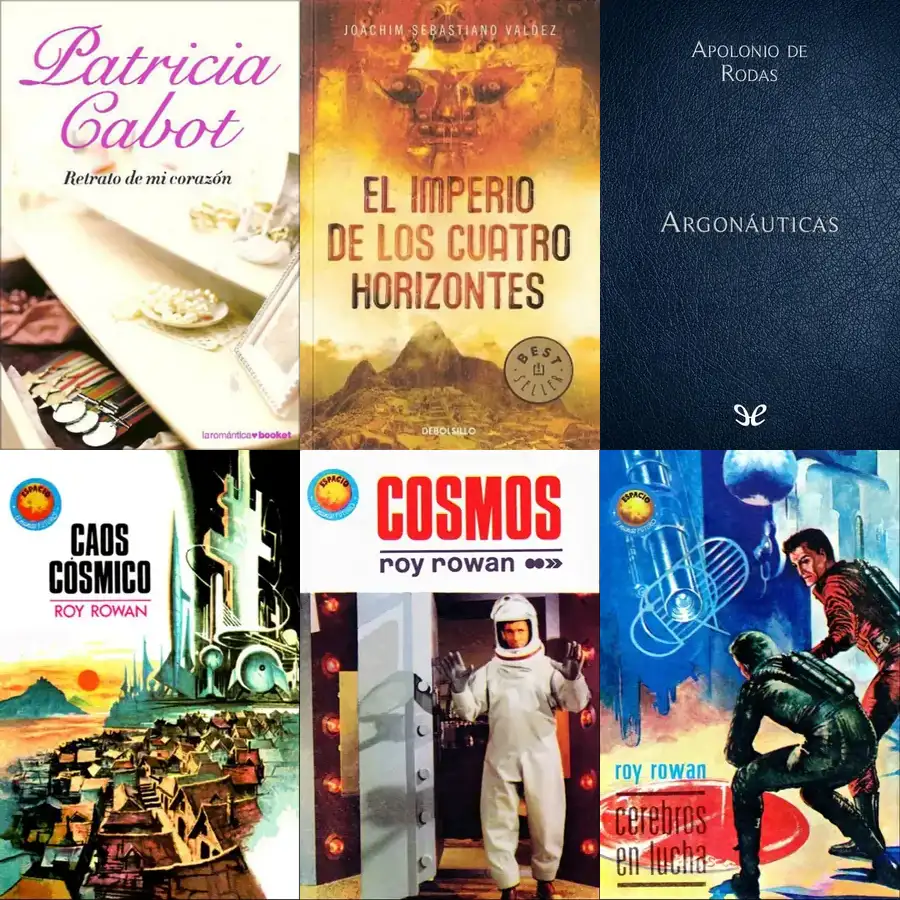 Patricia
Cabot
Retrato de mi corazón
laromántica♥booket
JOACHIM SEBASTIANO VALDEZ
EL IMPERIO
DE LOS CUATRO
HORIZONTES
BEST
SELLER
DEBOLSILLO
APOLONIO DE
RODAS
ARGONÁUTICAS
ESPACIO
CAOS
CÓSMICO
ROY ROWAN
ESPACIO
COSMOS
roy rowan
ESPACIO
roy rowan
cerebros
en lucha